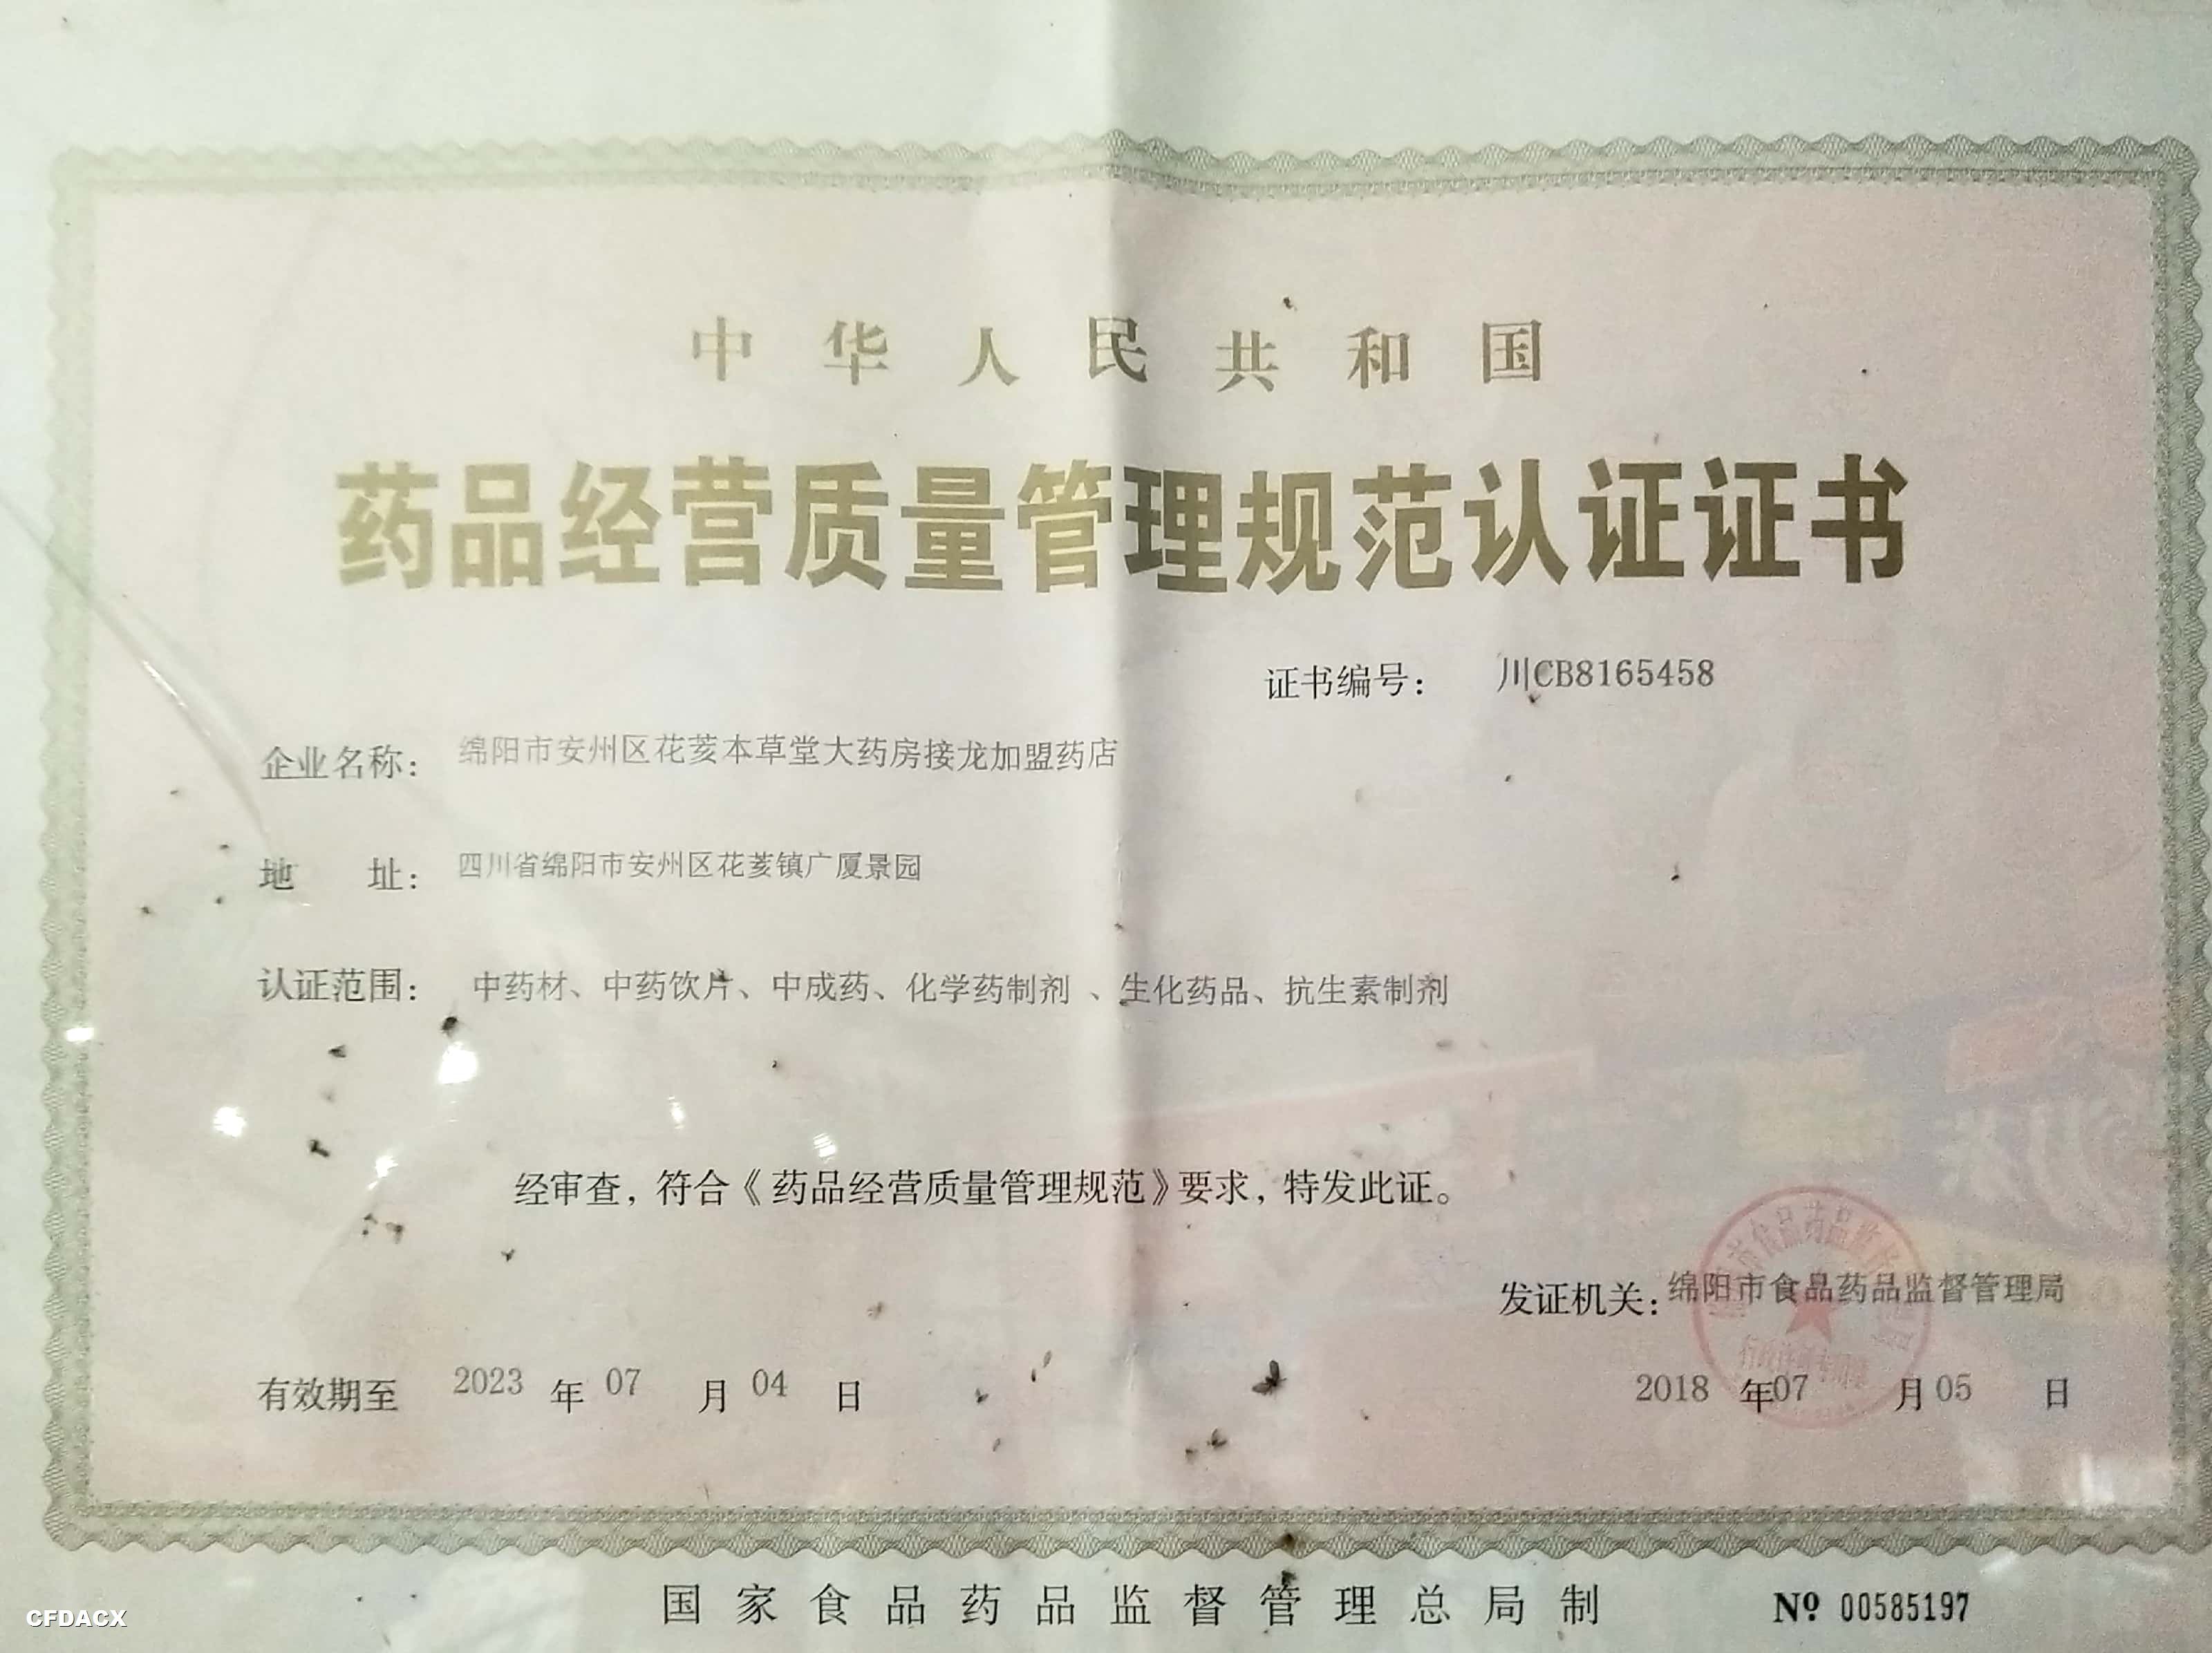 中华人民共和国
药品经营质量管理规范认证证书
证书编号： 川CB8165458
企业名称： 绵阳市安州区花荄本草堂大药房接龙加盟药店
地 址： 四川省绵阳市安州区花荄镇广厦景园
认证范围： 中药材、中药饮片、中成药、化学药制剂 、生化药品、抗生素制剂
经审查，符合《药品经营质量管理规范》要求，特发此证。
发证机关：绵阳市食品药品监督管理局
有效期至 2023 年 07 月 04 日 2018 年07 月 05 日
国家食品药品监督管理总局制 Nº 00585197
CFDACX